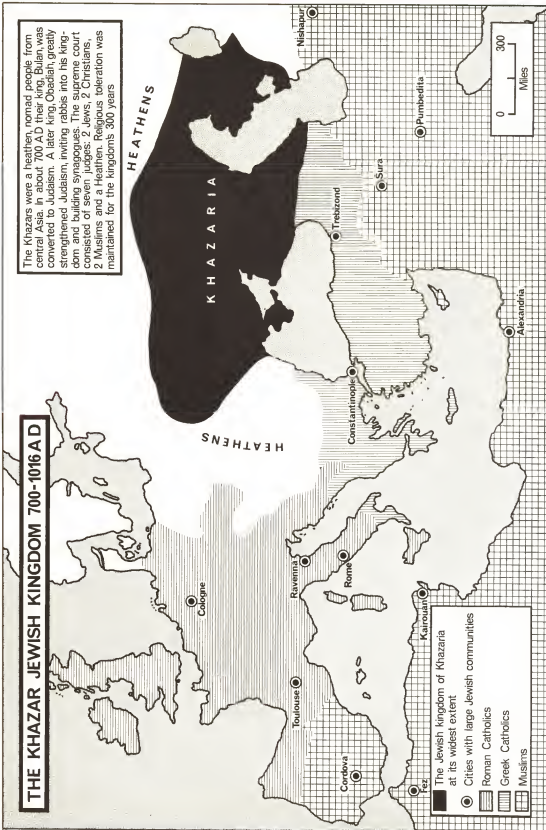 THE KHAZAR JEWISH KINGDOM 700-1016 A D
The Khazars were a heathen, nomad people from
central Asia. In about 700 AD their king, Bulan, was
converted to Judaism. A later king, Obadiah, greatly
strengthened Judaism, inviting rabbis into his king-
dom and building synagogues. The supreme court
consisted of seven judges: 2 Jews, 2 Christians,
2 Muslims and a Heathen. Religious toleration was
maintained for the kingdom's 300 years
HEATHENS
KHAZARIA
HEATHENS
Cologne
Toulouse
Ravenna
Rome
Cordova
Fez
Kairouan
Constantinople
Trebizond
Sura
Pumbedita
Nishapur
Alexandria
0 300
Miles
The Jewish kingdom of Khazaria
at its widest extent
Cities with large Jewish communities
Roman Catholics
Greek Catholics
Muslims